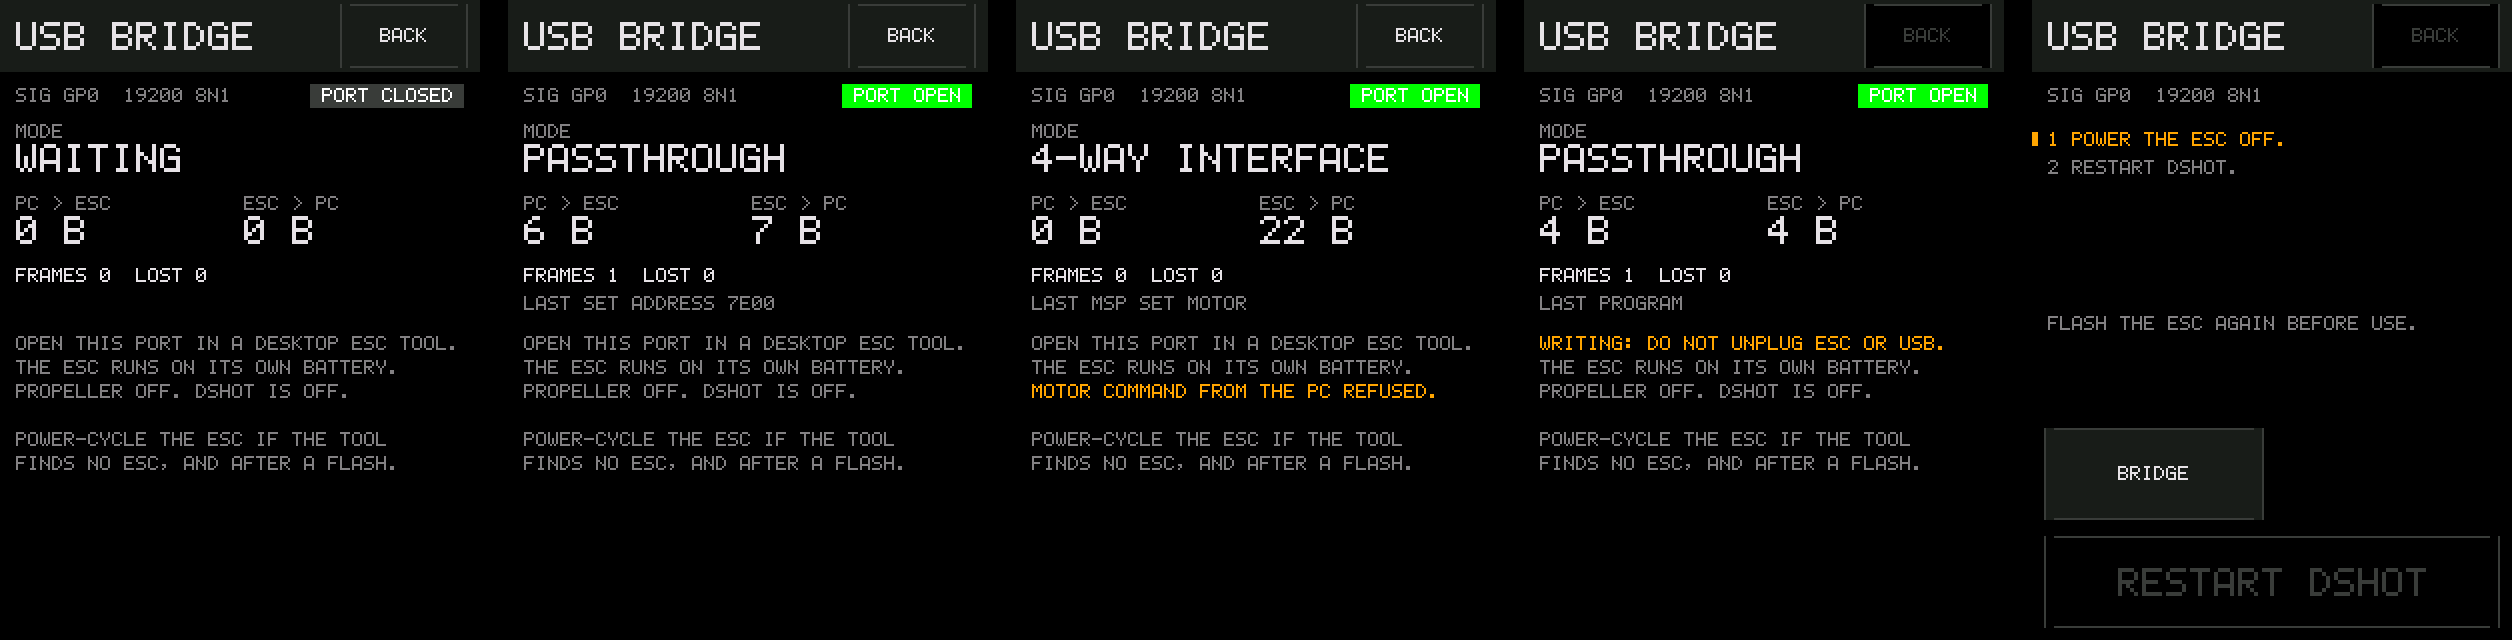 USB BRIDGE BACK
SIG GP0 19200 8N1 PORT CLOSED
MODE
WAITING
PC > ESC ESC > PC
0 B 0 B
FRAMES 0 LOST 0
OPEN THIS PORT IN A DESKTOP ESC TOOL.
THE ESC RUNS ON ITS OWN BATTERY.
PROPELLER OFF. DSHOT IS OFF.
POWER-CYCLE THE ESC IF THE TOOL
FINDS NO ESC, AND AFTER A FLASH.
USB BRIDGE BACK
SIG GP0 19200 8N1 PORT OPEN
MODE
PASSTHROUGH
PC > ESC ESC > PC
6 B 7 B
FRAMES 1 LOST 0
LAST SET ADDRESS 7E00
OPEN THIS PORT IN A DESKTOP ESC TOOL.
THE ESC RUNS ON ITS OWN BATTERY.
PROPELLER OFF. DSHOT IS OFF.
POWER-CYCLE THE ESC IF THE TOOL
FINDS NO ESC, AND AFTER A FLASH.
USB BRIDGE BACK
SIG GP0 19200 8N1 PORT OPEN
MODE
4-WAY INTERFACE
PC > ESC ESC > PC
0 B 22 B
FRAMES 0 LOST 0
LAST MSP SET MOTOR
OPEN THIS PORT IN A DESKTOP ESC TOOL.
THE ESC RUNS ON ITS OWN BATTERY.
MOTOR COMMAND FROM THE PC REFUSED.
POWER-CYCLE THE ESC IF THE TOOL
FINDS NO ESC, AND AFTER A FLASH.
USB BRIDGE BACK
SIG GP0 19200 8N1 PORT OPEN
MODE
PASSTHROUGH
PC > ESC ESC > PC
4 B 4 B
FRAMES 1 LOST 0
LAST PROGRAM
WRITING: DO NOT UNPLUG ESC OR USB.
THE ESC RUNS ON ITS OWN BATTERY.
PROPELLER OFF. DSHOT IS OFF.
POWER-CYCLE THE ESC IF THE TOOL
FINDS NO ESC, AND AFTER A FLASH.
USB BRIDGE BACK
SIG GP0 19200 8N1
1 POWER THE ESC OFF.
2 RESTART DSHOT.
FLASH THE ESC AGAIN BEFORE USE.
BRIDGE
RESTART DSHOT